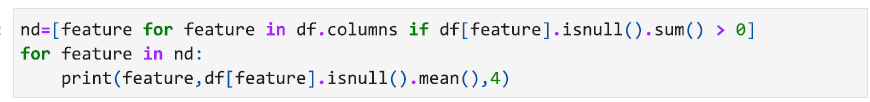 nd=[feature for feature in df.columns if df[feature].isnull().sum() > 0]
for feature in nd:
    print(feature,df[feature].isnull().mean(),4)